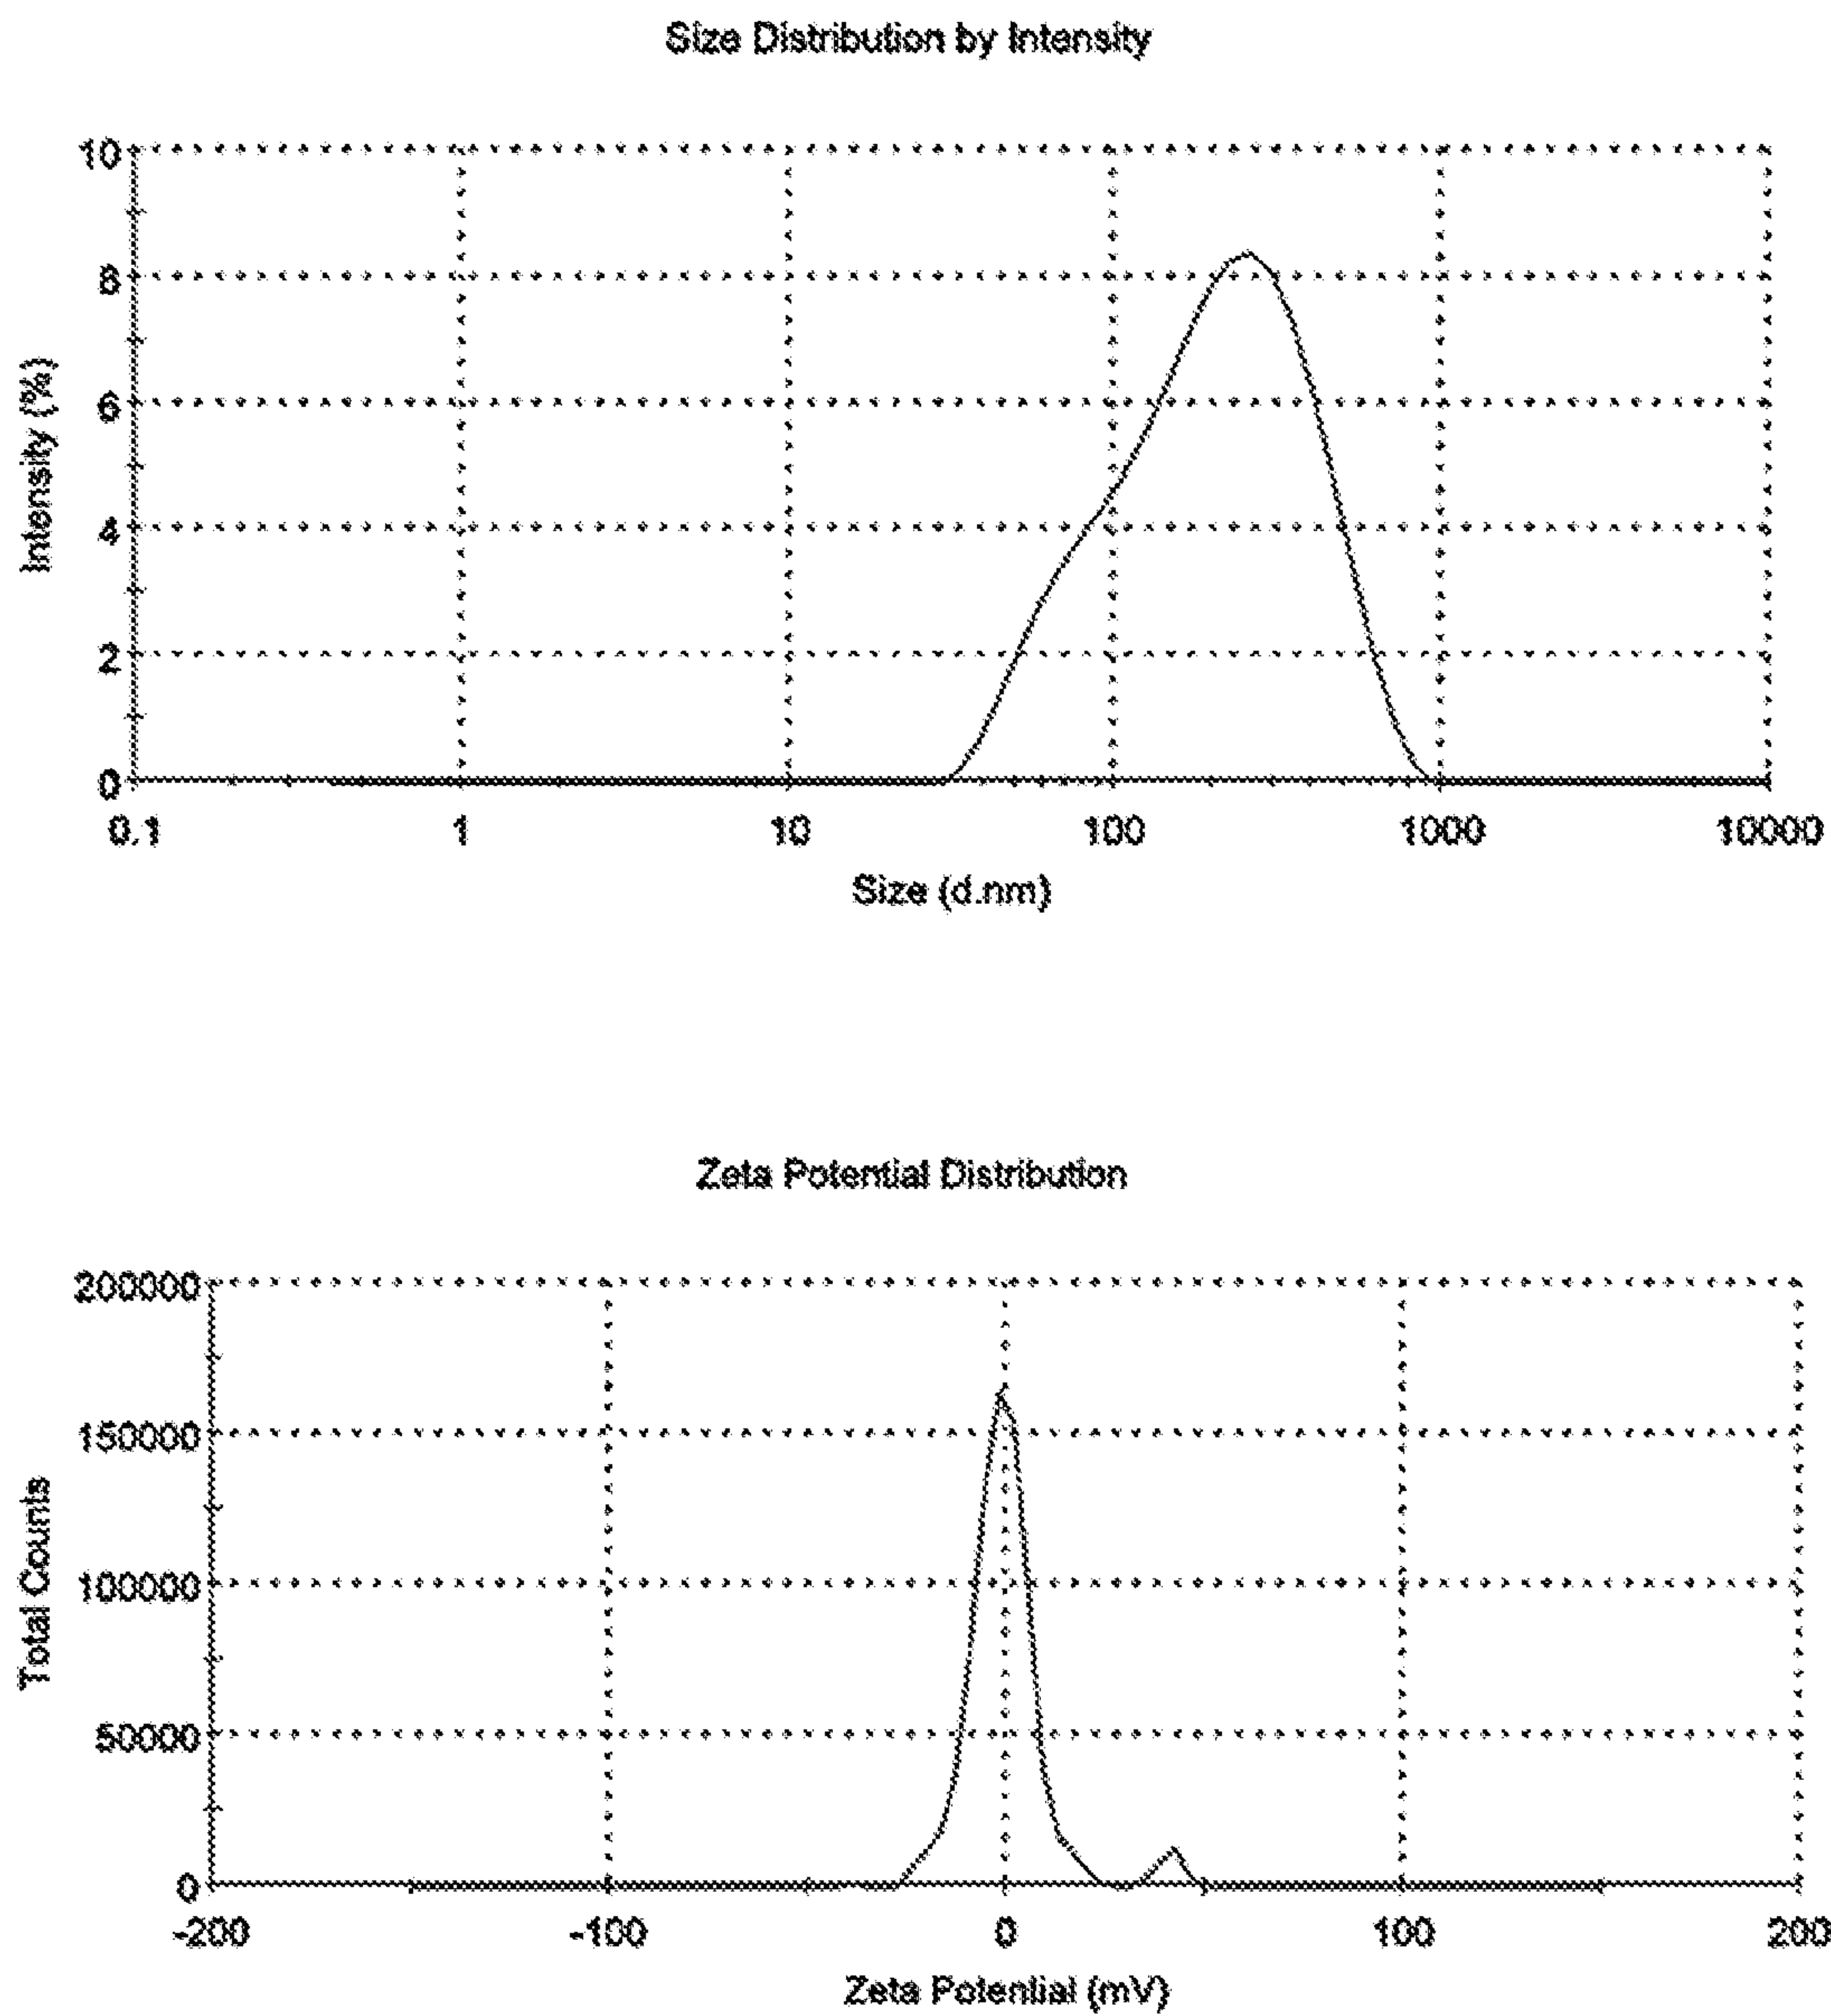 Size Distribution by Intensity
10
8
6
4
2
0
Intensity (%)
0.1 1 10 100 1000 10000
Size (d.nm)
Zeta Potential Distribution
200000
150000
100000
50000
0
Total Counts
-200 -100 0 100 200
Zeta Potential (mV)